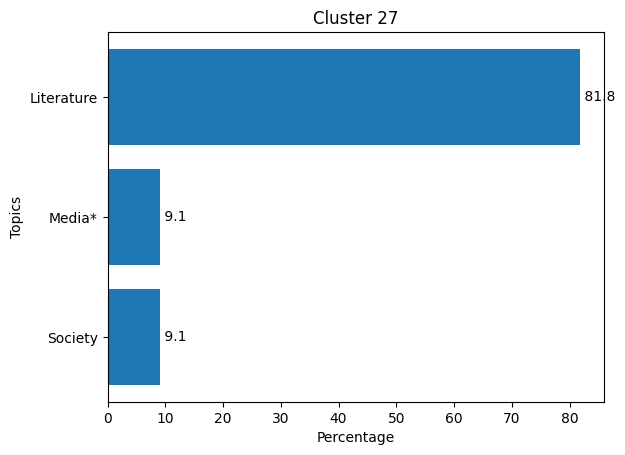 Cluster 27
Topics
Literature 81.8
Media* 9.1
Society 9.1
0 10 20 30 40 50 60 70 80
Percentage